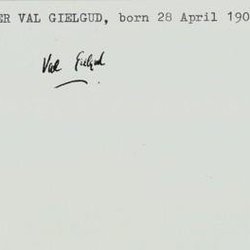 ER VAL GIELGUD, born 28 April 190
Val Gielgud